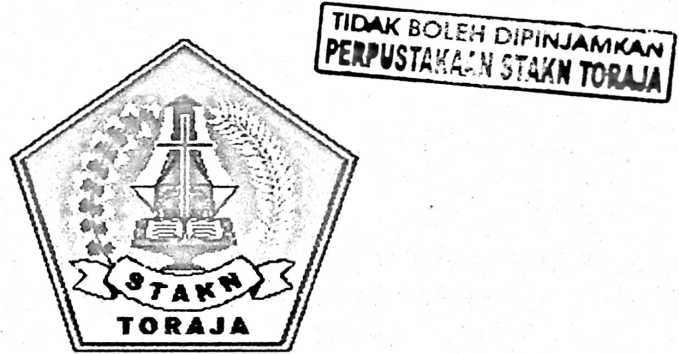 TIDAK BOLEH DIPINJAMKAN
PERPUSTAKAAN STAKN TORAJA
STAKN
TORAJA